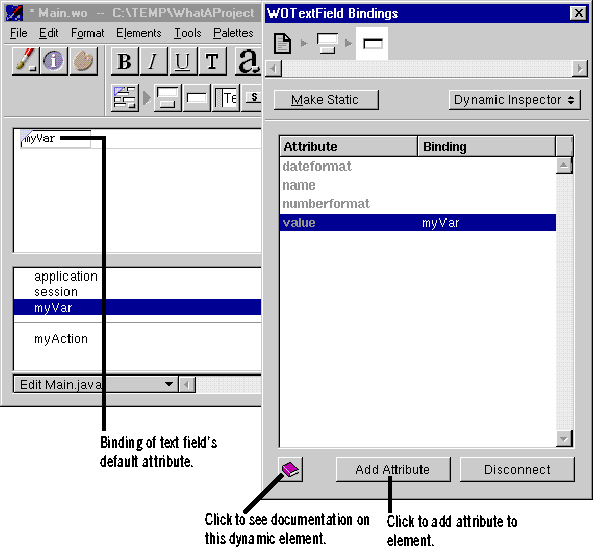 * Main.wo -- C:\TEMP\WhatAProject
File Edit Format Elements Tools Palettes
B I U T a
Te S
myVar
application
session
myVar
myAction
Edit Main.java
WOTextField Bindings
Make Static
Dynamic Inspector
Attribute Binding
dateformat
name
numberformat
value myVar
Add Attribute
Disconnect
Binding of text field's
default attribute.
Click to see documentation on
this dynamic element.
Click to add attribute to
element.